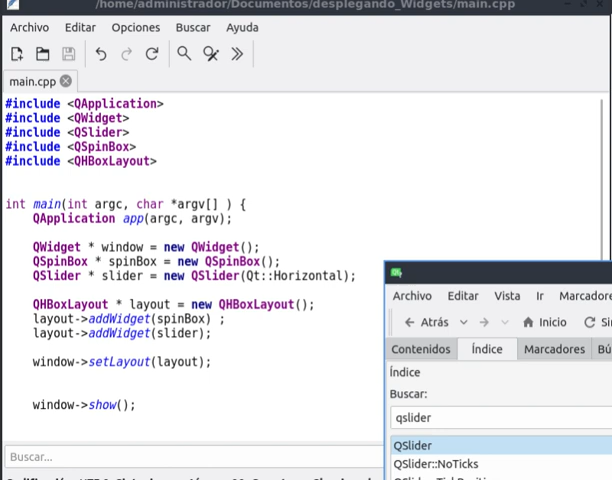 /home/administrador/Documentos/desplegando_Widgets/main.cpp
Archivo Editar Opciones Buscar Ayuda
main.cpp
#include <QApplication>
#include <QWidget>
#include <QSlider>
#include <QSpinBox>
#include <QHBoxLayout>
int main(int argc, char *argv[] ) {
QApplication app(argc, argv);
QWidget * window = new QWidget();
QSpinBox * spinBox = new QSpinBox();
QSlider * slider = new QSlider(Qt::Horizontal);
QHBoxLayout * layout = new QHBoxLayout();
layout->addWidget(spinBox) ;
layout->addWidget(slider);
window->setLayout(layout);
window->show();
Buscar...
Archivo Editar Vista Ir Marcadore
Atrás Inicio Si
Contenidos Índice Marcadores Bú
Índice
Buscar:
qslider
QSlider
QSlider::NoTicks